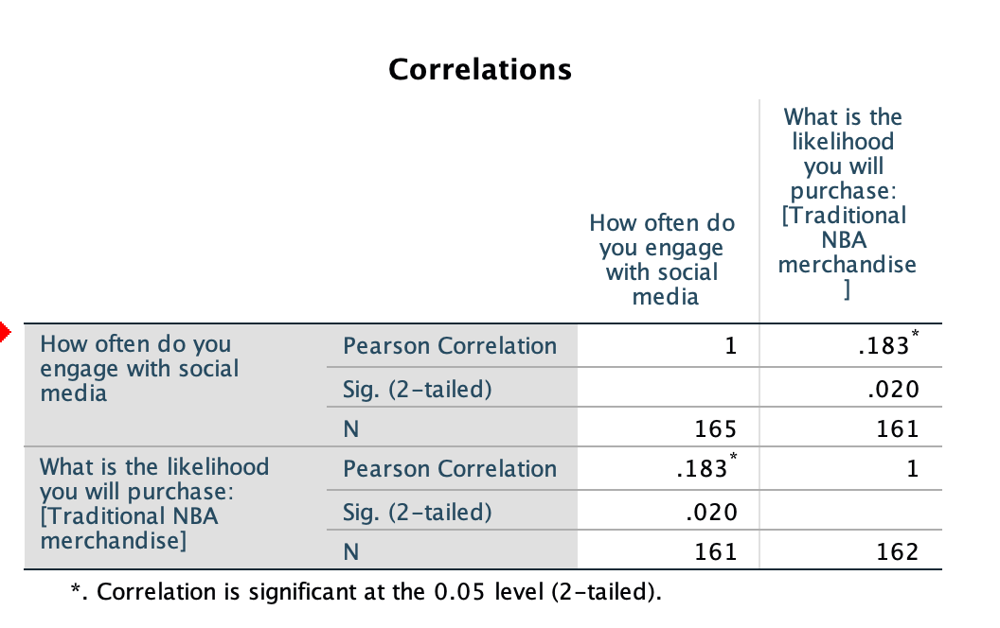 Correlations
How often do
you engage
with social
media
What is the
likelihood
you will
purchase:
[Traditional
NBA
merchandise
]
How often do you
engage with social
media
Pearson Correlation 1 .183*
Sig. (2-tailed) .020
N 165 161
What is the likelihood
you will purchase:
[Traditional NBA
merchandise]
Pearson Correlation .183* 1
Sig. (2-tailed) .020
N 161 162
*. Correlation is significant at the 0.05 level (2-tailed).